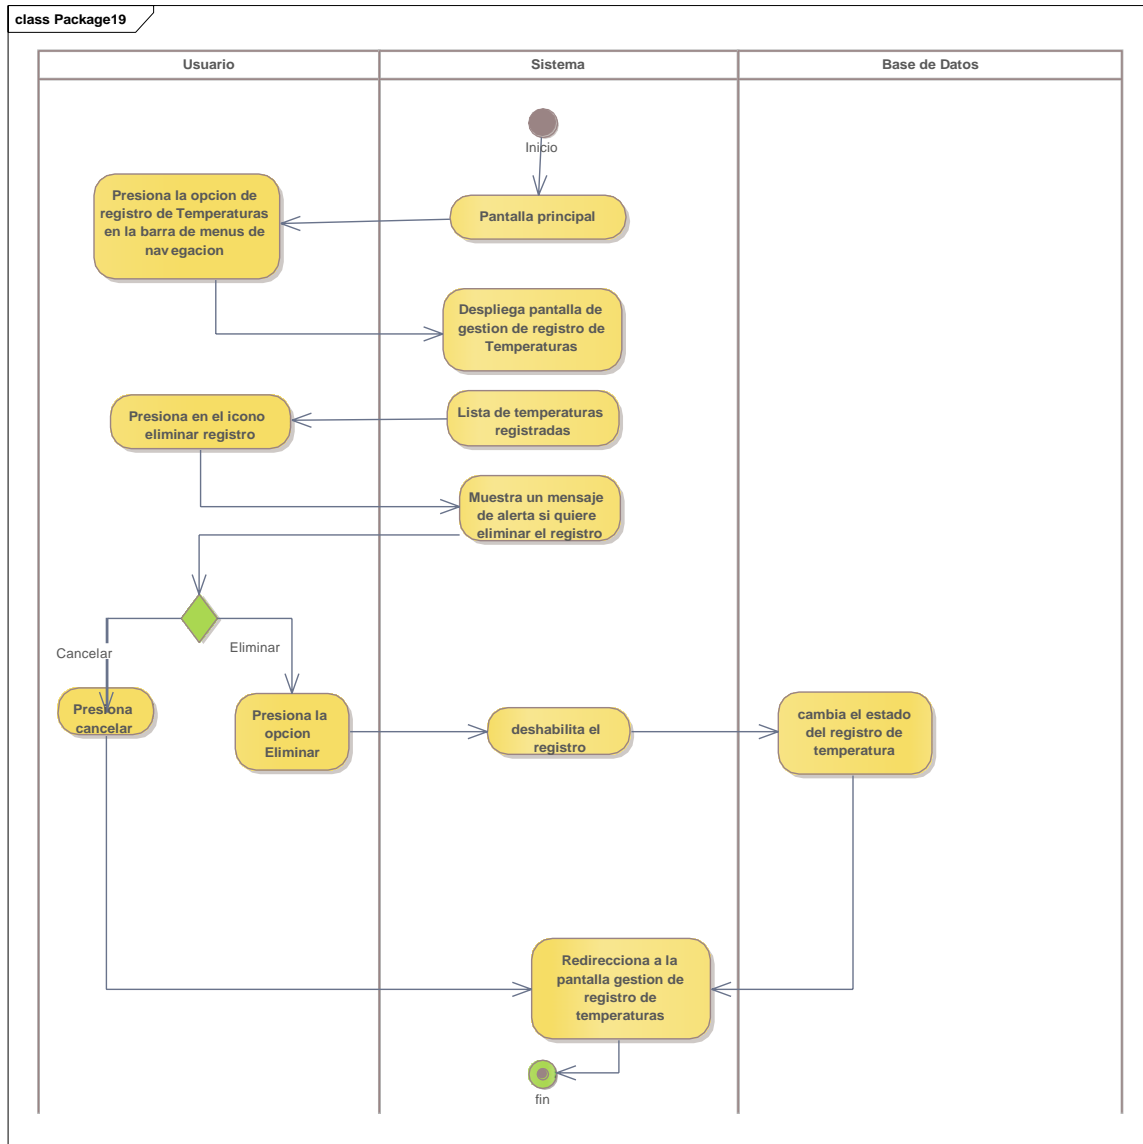 class Package19
Usuario
Sistema
Base de Datos
Inicio
Pantalla principal
Presiona la opcion de
registro de Temperaturas
en la barra de menus de
navegacion
Despliega pantalla de
gestion de registro de
Temperaturas
Lista de temperaturas
registradas
Presiona en el icono
eliminar registro
Muestra un mensaje
de alerta si quiere
eliminar el registro
Cancelar
Eliminar
Presiona
cancelar
Presiona la
opcion
Eliminar
deshabilita el
registro
cambia el estado
del registro de
temperatura
Redirecciona a la
pantalla gestion de
registro de
temperaturas
fin